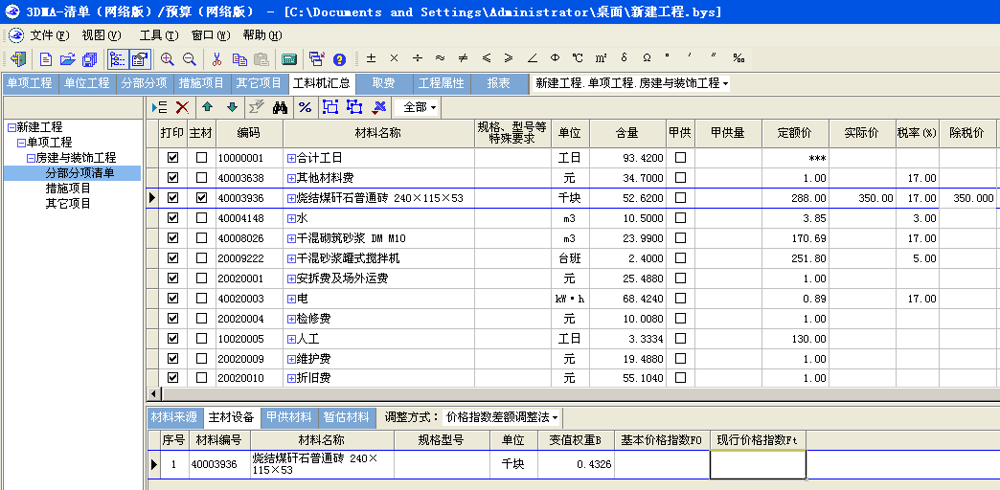 3DMA-清单（网络版）/预算（网络版） - [C:\Documents and Settings\Administrator\桌面\新建工程.bys]
文件(F) 视图(V) 工具(T) 窗口(W) 帮助(H)
± × ÷ ≈ ≠ ≤ ≥ ∠ Φ ℃ ㎡ δ Ω ° ′ ″ ‰
单项工程 单位工程 分部分项 措施项目 其它项目 工料机汇总 取费 工程属性 报表 新建工程.单项工程.房建与装饰工程
% 全部
新建工程
单项工程
房建与装饰工程
分部分项清单
措施项目
其它项目
打印 主材 编码 材料名称 规格、型号等特殊要求 单位 含量 甲供 甲供量 定额价 实际价 税率(%) 除税价
10000001 合计工日 工日 93.4200 ***
40003638 其他材料费 元 34.7000 1.00 17.00
40003936 烧结煤矸石普通砖 240×115×53 千块 52.6200 288.00 350.00 17.00 350.000
40004148 水 m3 10.5000 3.85 3.00
40008026 干混砌筑砂浆 DM M10 m3 23.9900 170.69 17.00
20009222 干混砂浆罐式搅拌机 台班 2.4000 251.80 5.00
20020001 安拆费及场外运费 元 25.4880 1.00
40020003 电 kW·h 68.4240 0.89 17.00
20020004 检修费 元 10.0080 1.00
10020005 人工 工日 3.3334 130.00
20020009 维护费 元 19.4880 1.00
20020010 折旧费 元 55.1040 1.00
材料来源 主材设备 甲供材料 暂估材料 调整方式： 价格指数差额调整法
序号 材料编号 材料名称 规格型号 单位 变值权重B 基本价格指数F0 现行价格指数Ft
1 40003936 烧结煤矸石普通砖 240×115×53 千块 0.4326